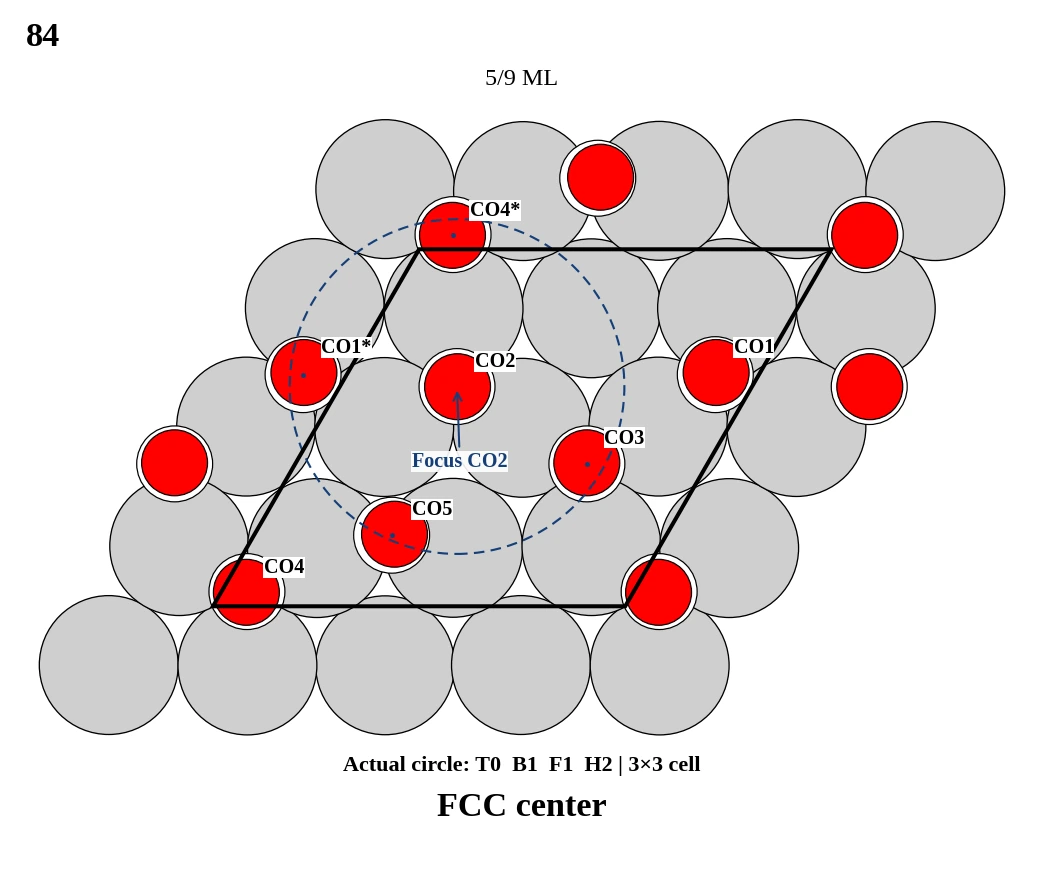 84
5/9 ML
CO4*
CO1*
CO1
CO2
CO3
Focus CO2
CO5
CO4
Actual circle: T0 B1 F1 H2 | 3×3 cell
FCC center